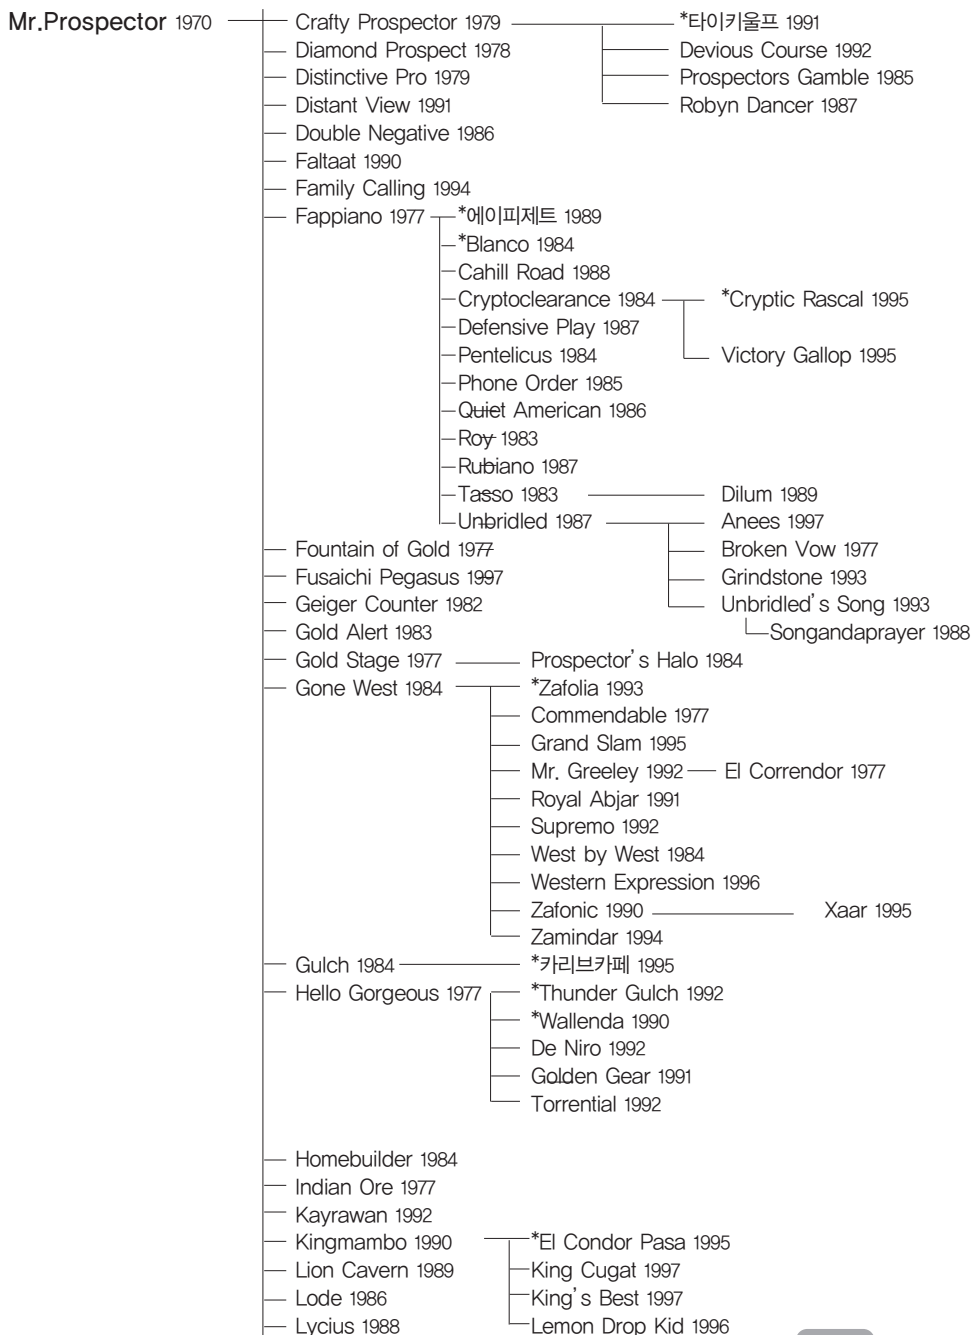 Mr.Prospector 1970 Crafty Prospector 1979 *타이키울프 1991
Diamond Prospect 1978 Devious Course 1992
Distinctive Pro 1979 Prospectors Gamble 1985
Distant View 1991 Robyn Dancer 1987
Double Negative 1986
Faltaat 1990
Family Calling 1994
Fappiano 1977 *에이피제트 1989
*Blanco 1984
Cahill Road 1988
Cryptoclearance 1984 *Cryptic Rascal 1995
Defensive Play 1987
Pentelicus 1984 Victory Gallop 1995
Phone Order 1985
Quiet American 1986
Roy 1983
Rubiano 1987
Tasso 1983 Dilum 1989
Unbridled 1987 Anees 1997
Fountain of Gold 1977 Broken Vow 1977
Fusaichi Pegasus 1997 Grindstone 1993
Geiger Counter 1982 Unbridled's Song 1993
Gold Alert 1983 Songandaprayer 1988
Gold Stage 1977 Prospector's Halo 1984
Gone West 1984 *Zafolia 1993
Commendable 1977
Grand Slam 1995
Mr. Greeley 1992 El Correndor 1977
Royal Abjar 1991
Supremo 1992
West by West 1984
Western Expression 1996
Zafonic 1990 Xaar 1995
Zamindar 1994
Gulch 1984 *카리브카페 1995
Hello Gorgeous 1977 *Thunder Gulch 1992
*Wallenda 1990
De Niro 1992
Golden Gear 1991
Torrential 1992
Homebuilder 1984
Indian Ore 1977
Kayrawan 1992
Kingmambo 1990 *El Condor Pasa 1995
Lion Cavern 1989 King Cugat 1997
Lode 1986 King's Best 1997
Lycius 1988 Lemon Drop Kid 1996